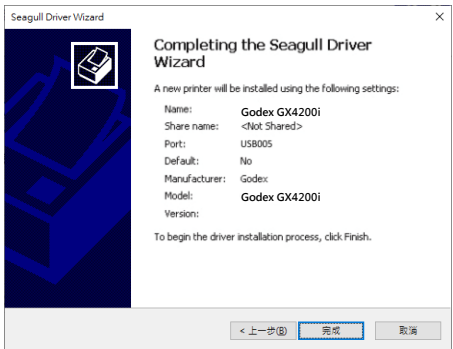 Seagull Driver Wizard
Completing the Seagull Driver
Wizard
A new printer will be installed using the following settings:
Name: Godex GX4200i
Share name: <Not Shared>
Port: USB005
Default: No
Manufacturer: Godex
Model: Godex GX4200i
Version:
To begin the driver installation process, click Finish.
< 上一步(B) 完成 取消